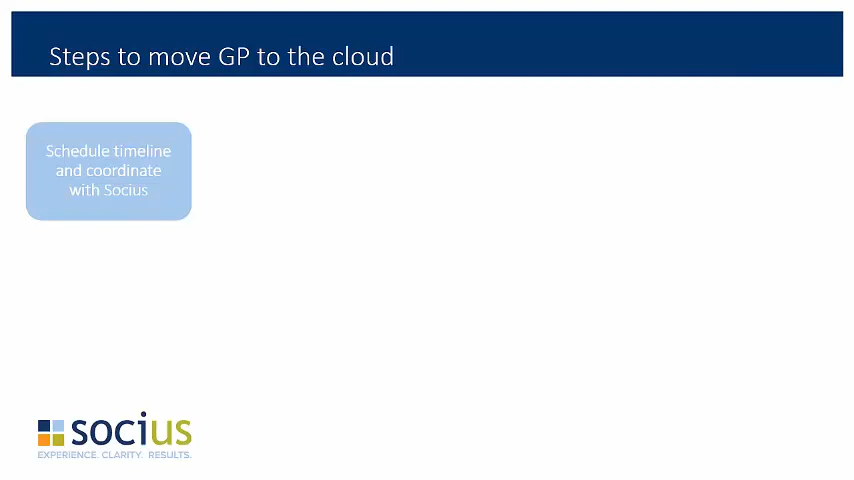 Steps to move GP to the cloud
Schedule timeline
and coordinate
with Socius
socius
EXPERIENCE. CLARITY. RESULTS.